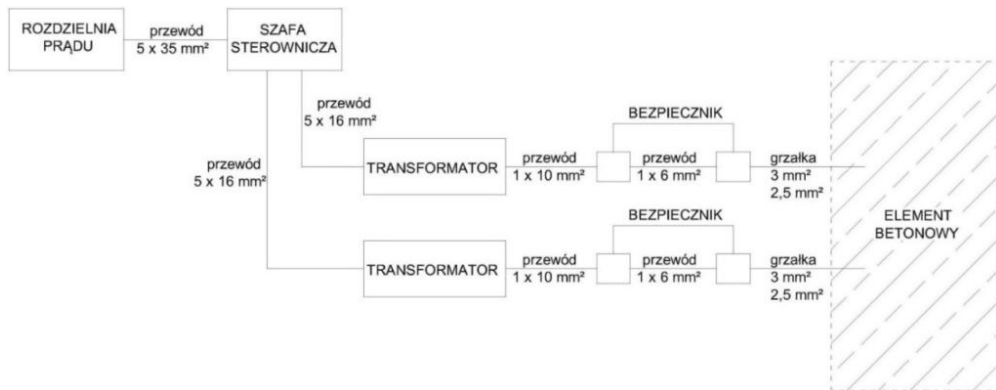 ROZDZIELNIA
PRĄDU
przewód
5 x 35 mm²
SZAFA
STEROWNICZA
przewód
5 x 16 mm²
przewód
5 x 16 mm²
TRANSFORMATOR
przewód
1 x 10 mm²
BEZPIECZNIK
przewód
1 x 6 mm²
grzałka
3 mm²
2,5 mm²
TRANSFORMATOR
przewód
1 x 10 mm²
BEZPIECZNIK
przewód
1 x 6 mm²
grzałka
3 mm²
2,5 mm²
ELEMENT
BETONOWY